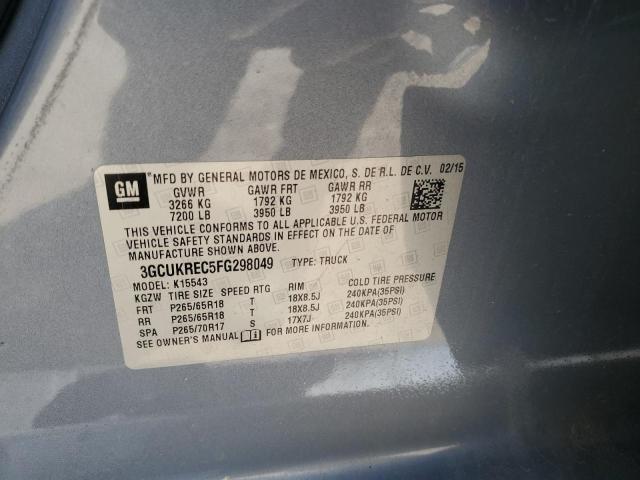 GM
MFD BY GENERAL MOTORS DE MEXICO, S. DE R.L. DE C.V. 02/15
GVWR GAWR FRT GAWR RR
3266 KG 1792 KG 1792 KG
7200 LB 3950 LB 3950 LB
THIS VEHICLE CONFORMS TO ALL APPLICABLE U.S. FEDERAL MOTOR
VEHICLE SAFETY STANDARDS IN EFFECT ON THE DATE OF
MANUFACTURE SHOWN ABOVE.
3GCUKREC5FG298049 TYPE: TRUCK
MODEL: K15543
KGZW TIRE SIZE SPEED RTG RIM COLD TIRE PRESSURE
FRT P265/65R18 T 18X8.5J 240KPA(35PSI)
RR P265/65R18 T 18X8.5J 240KPA(35PSI)
SPA P265/70R17 S 17X7J 240KPA(35PSI)
SEE OWNER'S MANUAL FOR MORE INFORMATION.